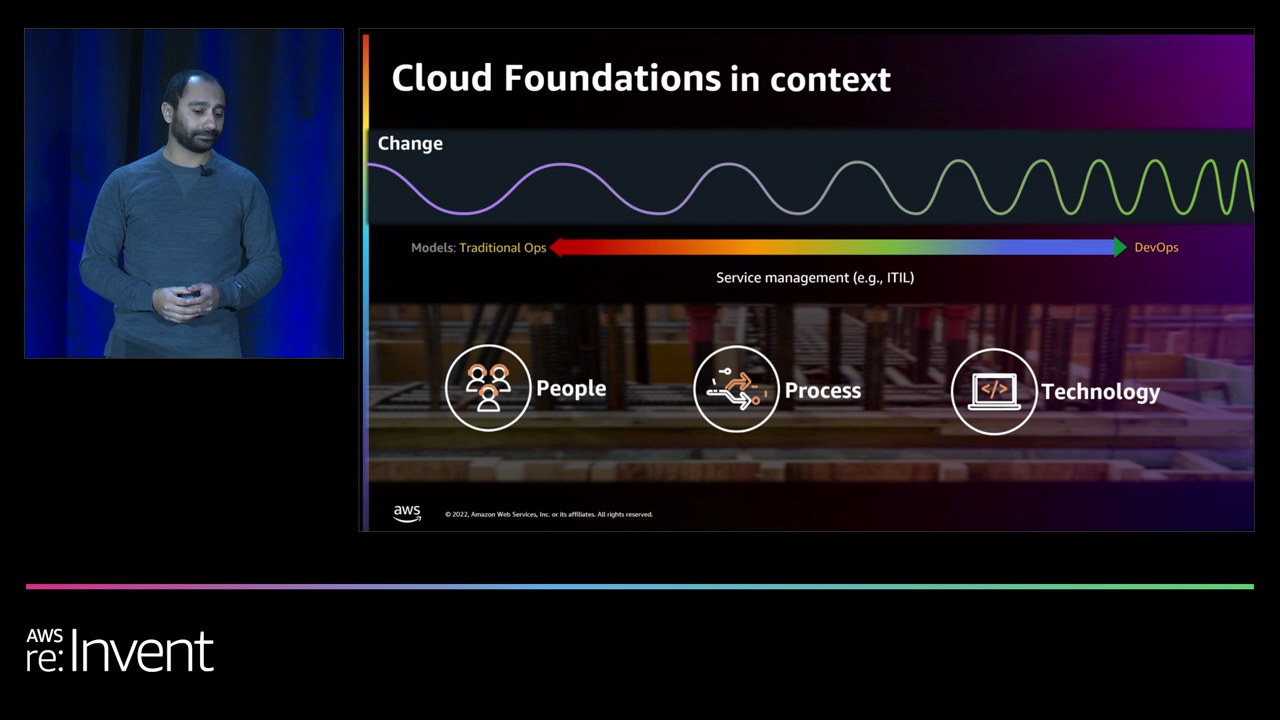 Cloud Foundations in context
Change
Models: Traditional Ops
DevOps
Service management (e.g., ITIL)
People
Process
</>
Technology
aws
© 2022, Amazon Web Services, Inc. or its affiliates. All rights reserved.
AWS
re:Invent